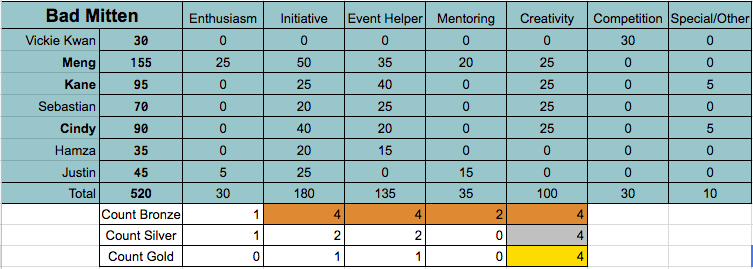 Bad Mitten Enthusiasm Initiative Event Helper Mentoring Creativity Competition Special/Other
Vickie Kwan 30 0 0 0 0 0 30 0
Meng 155 25 50 35 20 25 0 0
Kane 95 0 25 40 0 25 0 5
Sebastian 70 0 20 25 0 25 0 0
Cindy 90 0 40 20 0 25 0 5
Hamza 35 0 20 15 0 0 0 0
Justin 45 5 25 0 15 0 0 0
Total 520 30 180 135 35 100 30 10
Count Bronze 1 4 4 2 4
Count Silver 1 2 2 0 4
Count Gold 0 1 1 0 4